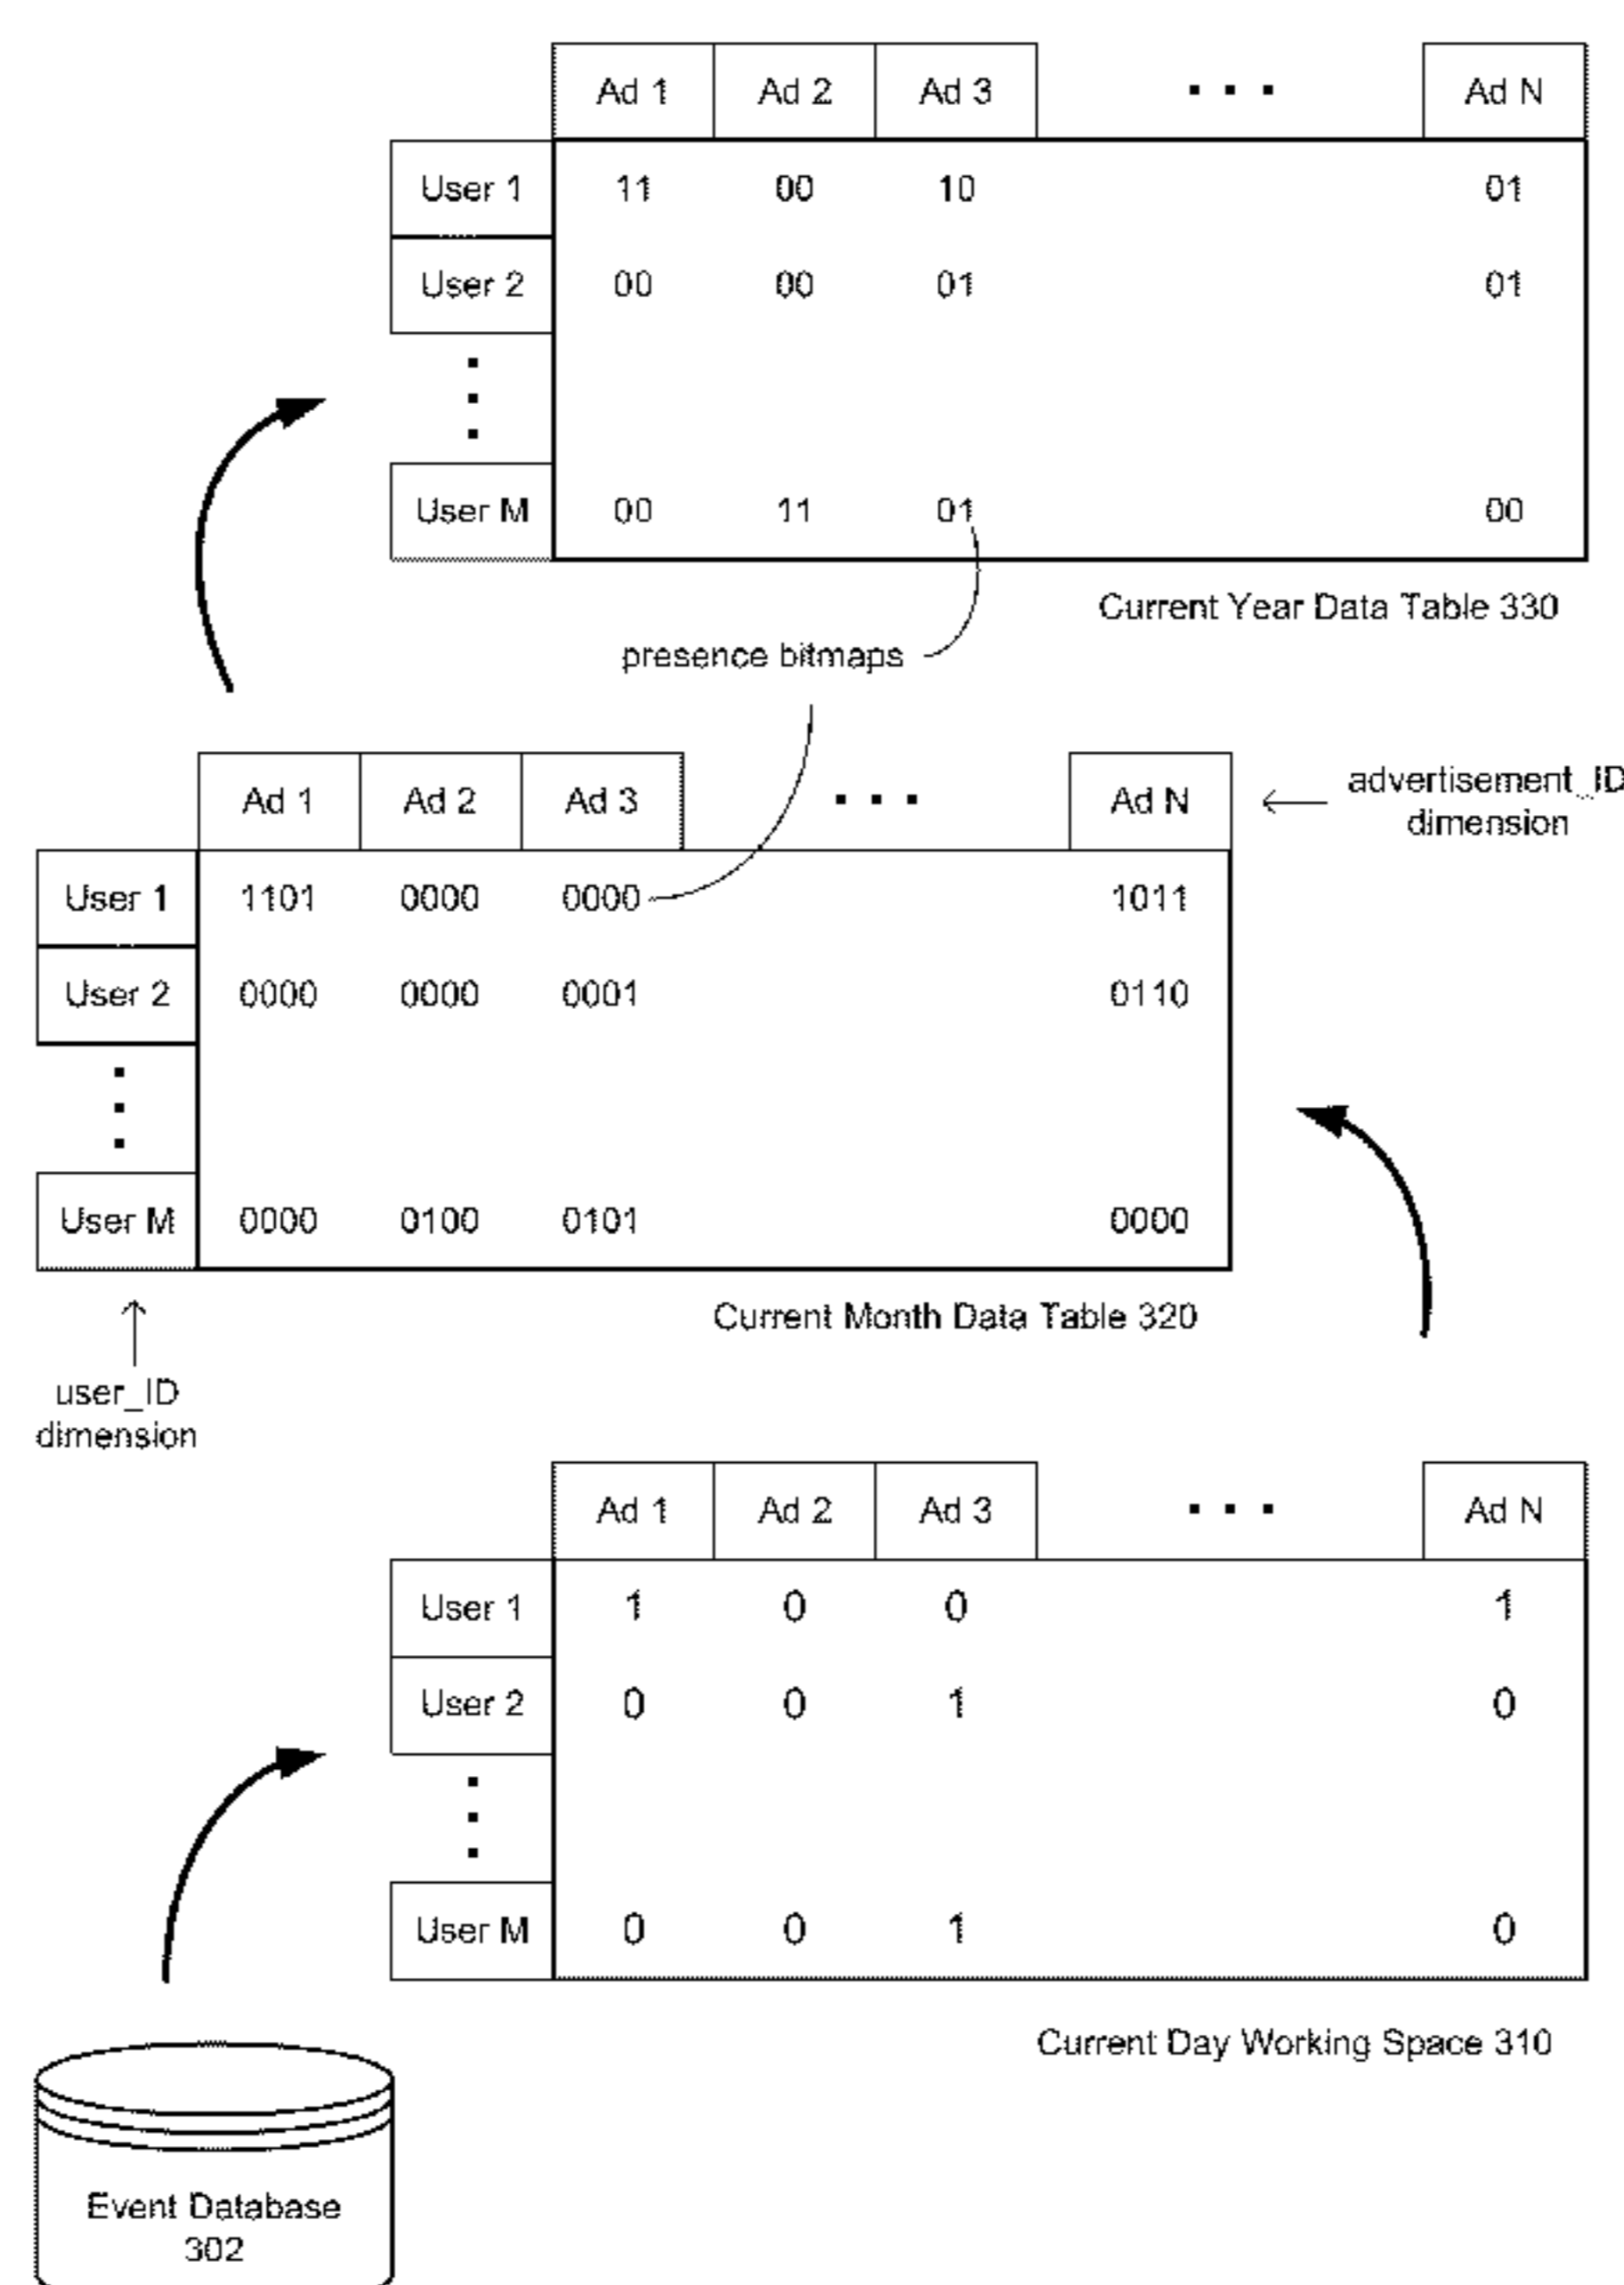 Ad 1 Ad 2 Ad 3 . . . Ad N
User 1 11 00 10 01
User 2 00 00 01 01
User M 00 11 01 00
Current Year Data Table 330
presence bitmaps
Ad 1 Ad 2 Ad 3 . . . Ad N
advertisement_ID
dimension
User 1 1101 0000 0000 1011
User 2 0000 0000 0001 0110
User M 0000 0100 0101 0000
Current Month Data Table 320
user_ID
dimension
Ad 1 Ad 2 Ad 3 . . . Ad N
User 1 1 0 0 1
User 2 0 0 1 0
User M 0 0 1 0
Current Day Working Space 310
Event Database
302